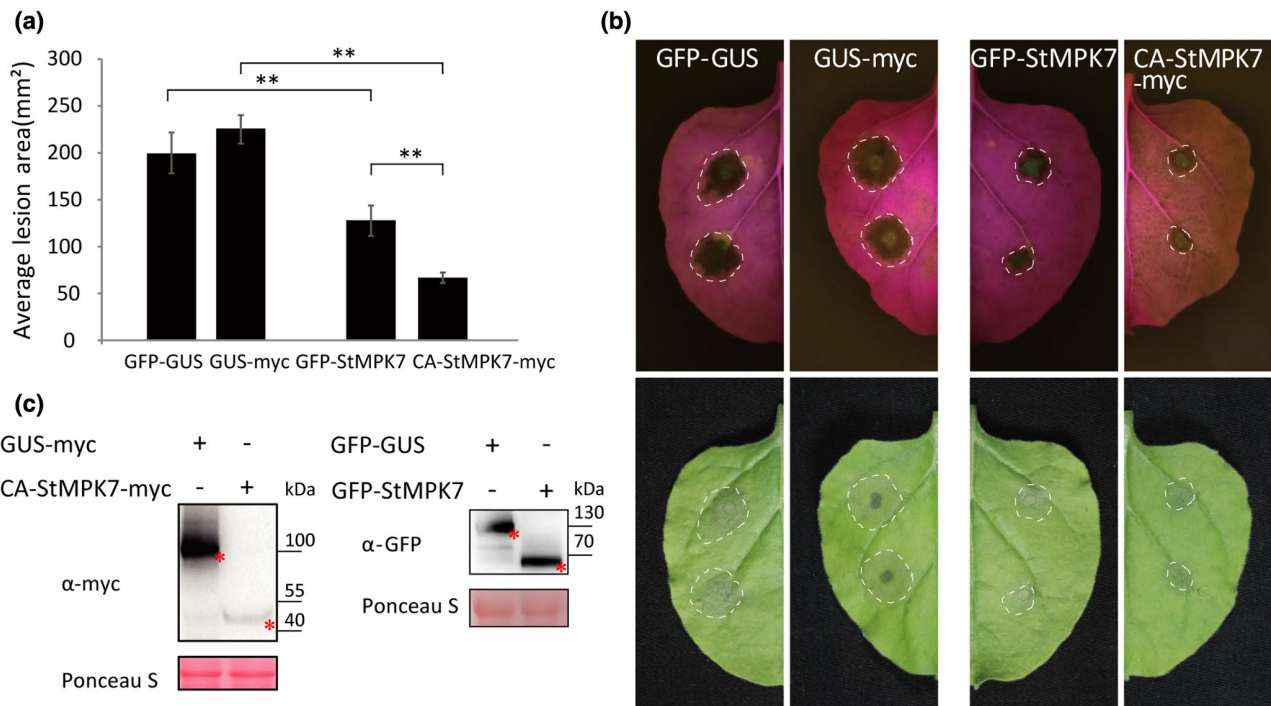 (a)
Average lesion area(mm²)
300
250
200
150
100
50
0
**
**
**
GFP-GUS GUS-myc GFP-StMPK7 CA-StMPK7-myc
(b)
GFP-GUS
GUS-myc
GFP-StMPK7
CA-StMPK7
-myc
(c)
GUS-myc + -
CA-StMPK7-myc - + kDa
α-myc
100
55
40
*
*
Ponceau S
GFP-GUS + -
GFP-StMPK7 - + kDa
α-GFP
130
70
*
*
Ponceau S